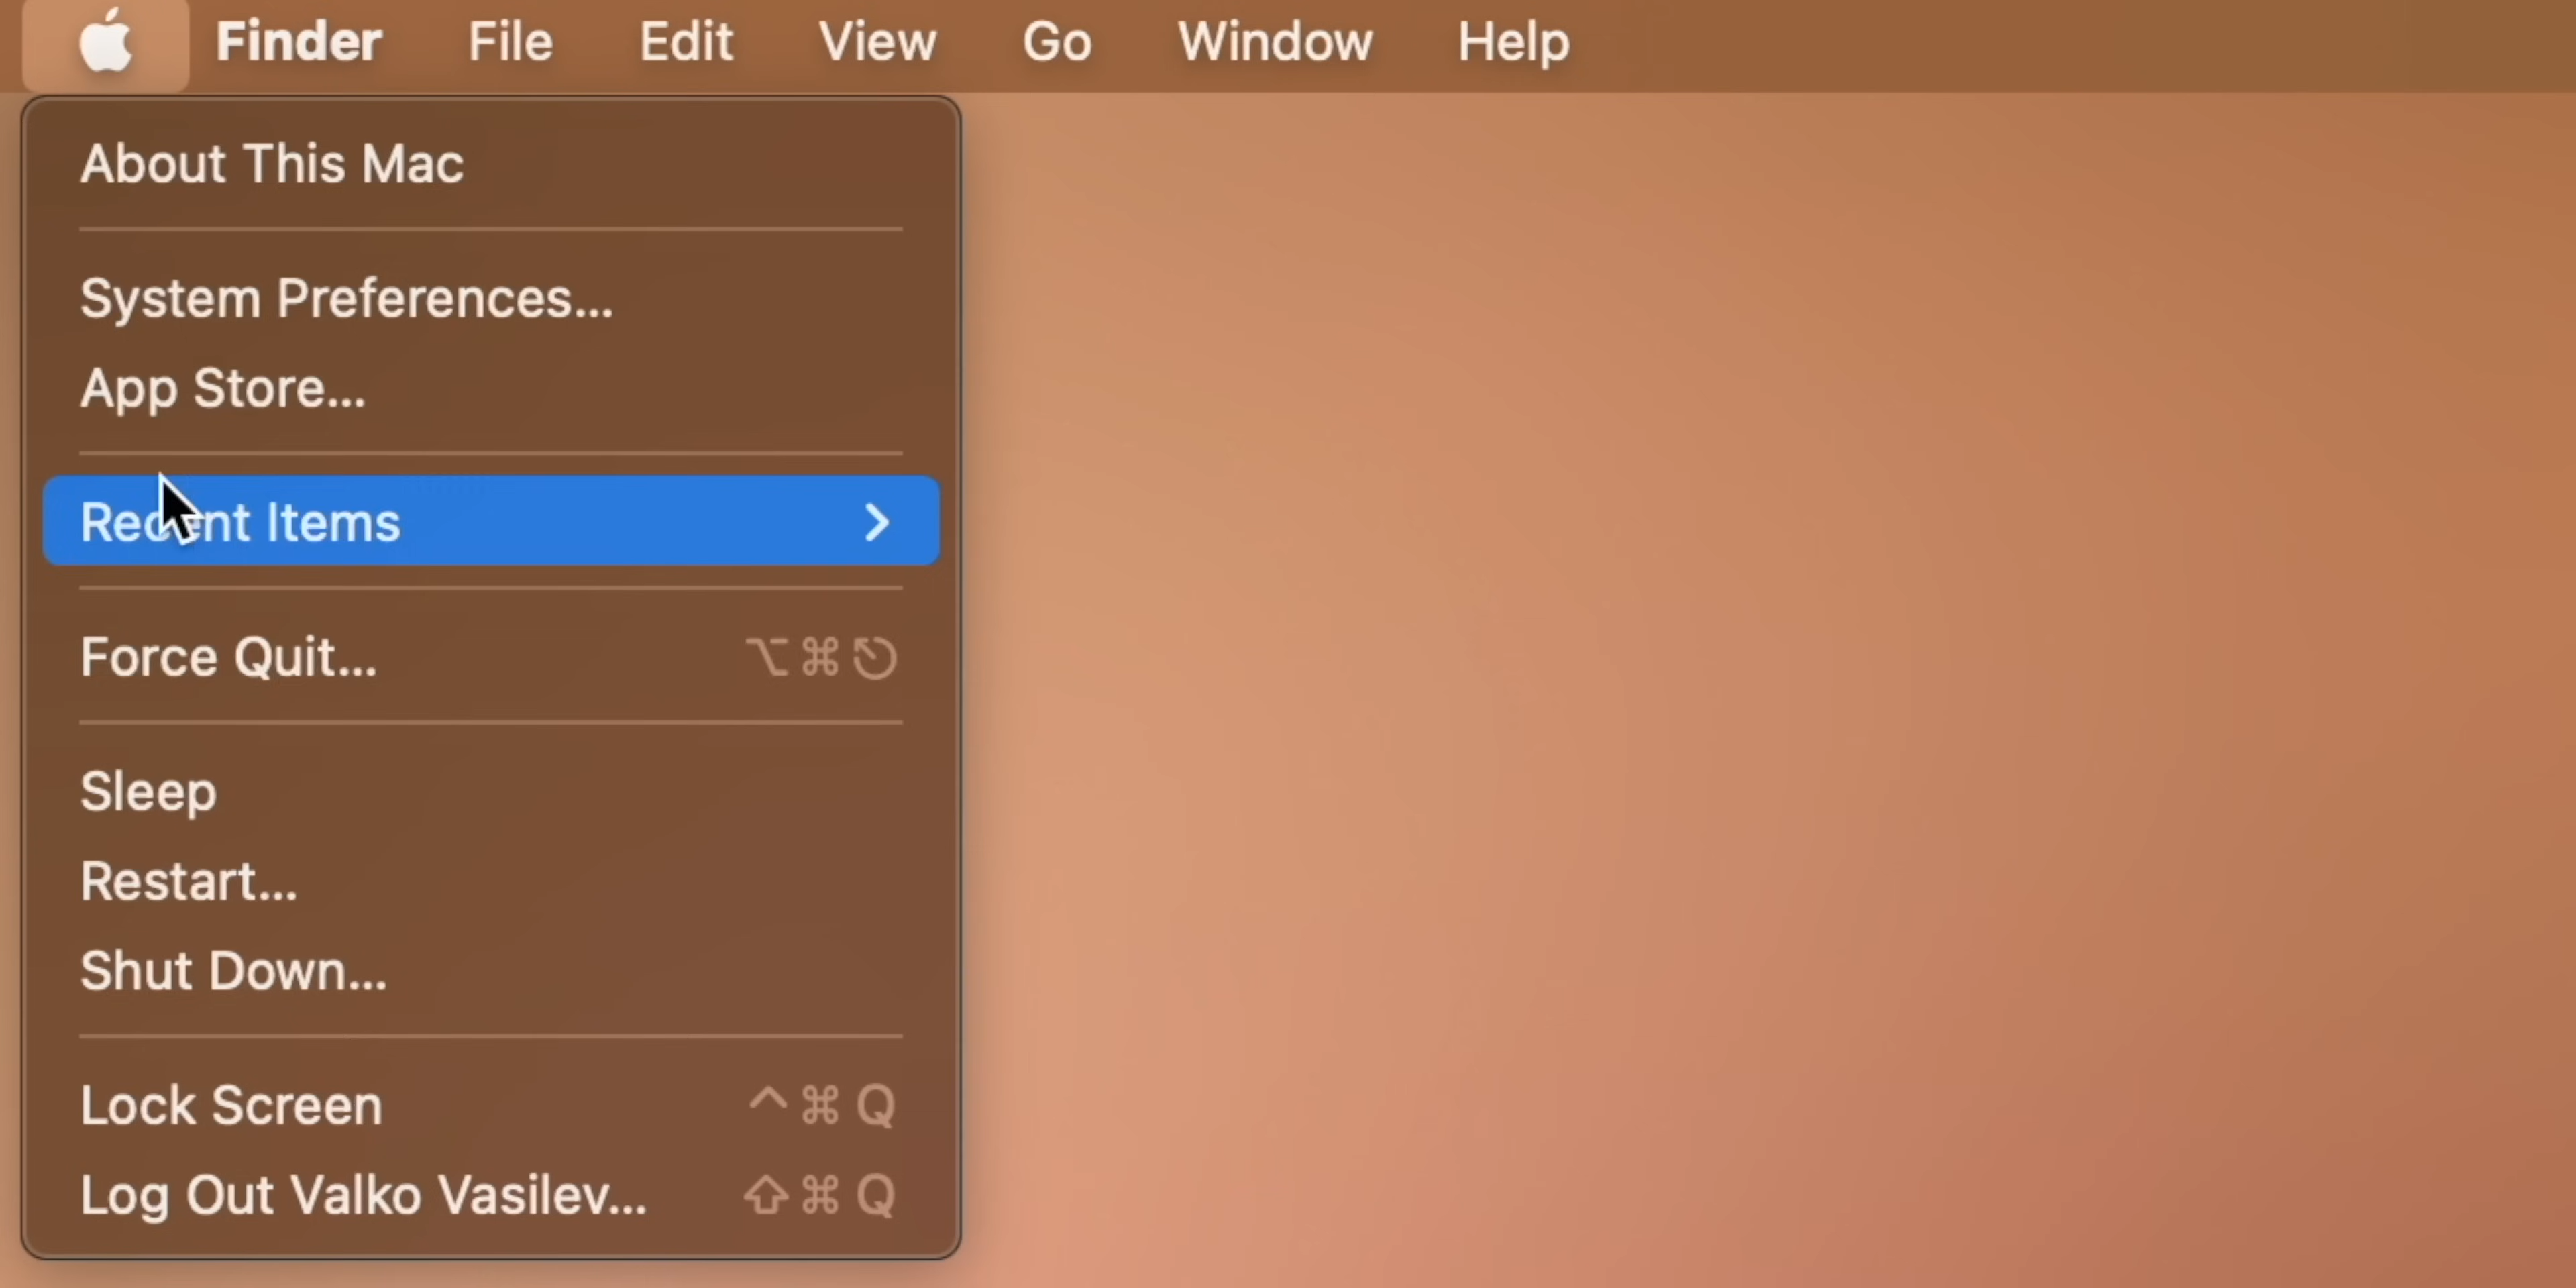 Finder File Edit View Go Window Help
About This Mac
System Preferences...
App Store...
Recent Items
Force Quit... ⌥⌘⎋
Sleep
Restart...
Shut Down...
Lock Screen ^⌘Q
Log Out Valko Vasilev... ⇧⌘Q